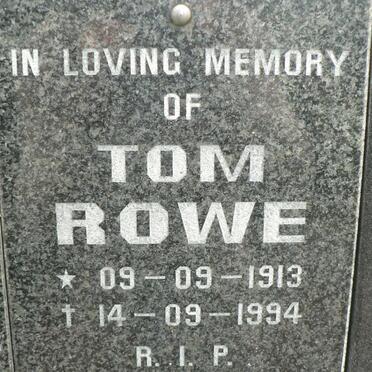 IN LOVING MEMORY
OF
TOM
ROWE
★ 09-09-1913
† 14-09-1994
R. I. P.